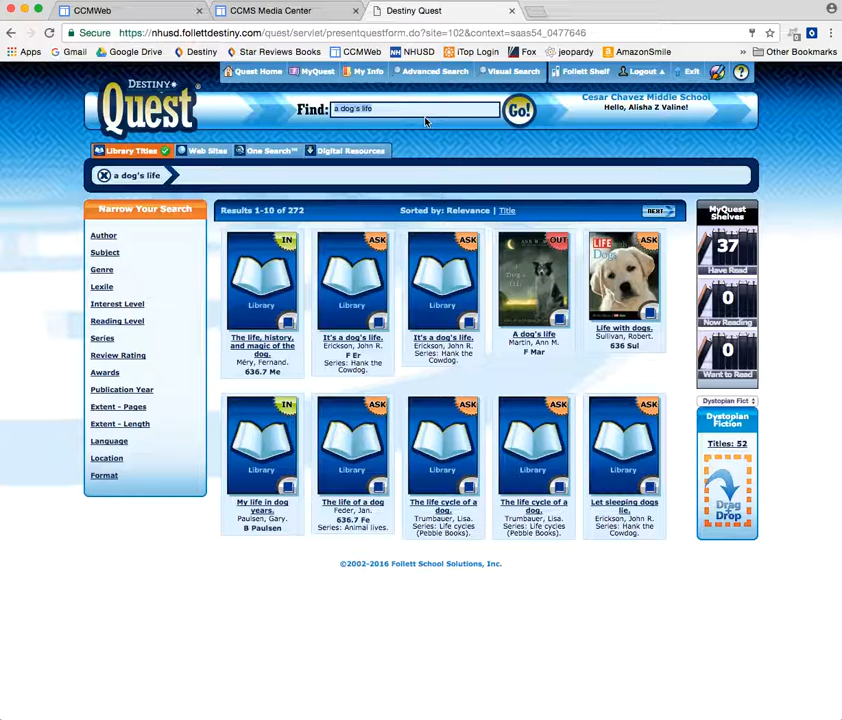 CCMWeb
CCMS Media Center
Destiny Quest
Secure https://nhusd.follettdestiny.com/quest/servlet/presentquestform.do?site=102&context=saas54_0477646
Apps Gmail Google Drive Destiny Star Reviews Books CCMWeb NH NHUSD iTop Login Fox jeopardy AmazonSmile » Other Bookmarks
Quest Home MyQuest My Info Advanced Search Visual Search Follett Shelf Logout Exit ?
DESTINY
Quest
Find: a dog's life Go!
Cesar Chavez Middle School
Hello, Alisha Z Valine!
Library Titles Web Sites One Search™ Digital Resources
a dog's life
Narrow Your Search
Author
Subject
Genre
Lexile
Interest Level
Reading Level
Series
Review Rating
Awards
Publication Year
Extent - Pages
Extent - Length
Language
Location
Format
Results 1-10 of 272 Sorted by: Relevance | Title NEXT
IN
Library
The life, history,
and magic of the
dog.
Méry, Fernand.
636.7 Me
ASK
Library
It's a dog's life.
Erickson, John R.
F Er
Series: Hank the
Cowdog.
ASK
Library
It's a dog's life.
Erickson, John R.
Series: Hank the
Cowdog.
OUT
A dog's life
Martin, Ann M.
F Mar
ASK
LIFE with
Dogs
Life with dogs.
Sullivan, Robert.
636 Sul
IN
Library
My life in dog
years.
Paulsen, Gary.
B Paulsen
ASK
Library
The life of a dog
Feder, Jan.
636.7 Fe
Series: Animal lives.
ASK
Library
The life cycle of a
dog.
Trumbauer, Lisa.
Series: Life cycles
(Pebble Books).
ASK
Library
The life cycle of a
dog.
Trumbauer, Lisa.
Series: Life cycles
(Pebble Books).
ASK
Library
Let sleeping dogs
lie.
Erickson, John R.
Series: Hank the
Cowdog.
MyQuest
Shelves
37
Have Read
0
Now Reading
0
Want to Read
Dystopian Fict
Dystopian
Fiction
Titles: 52
Drag
Drop
©2002-2016 Follett School Solutions, Inc.